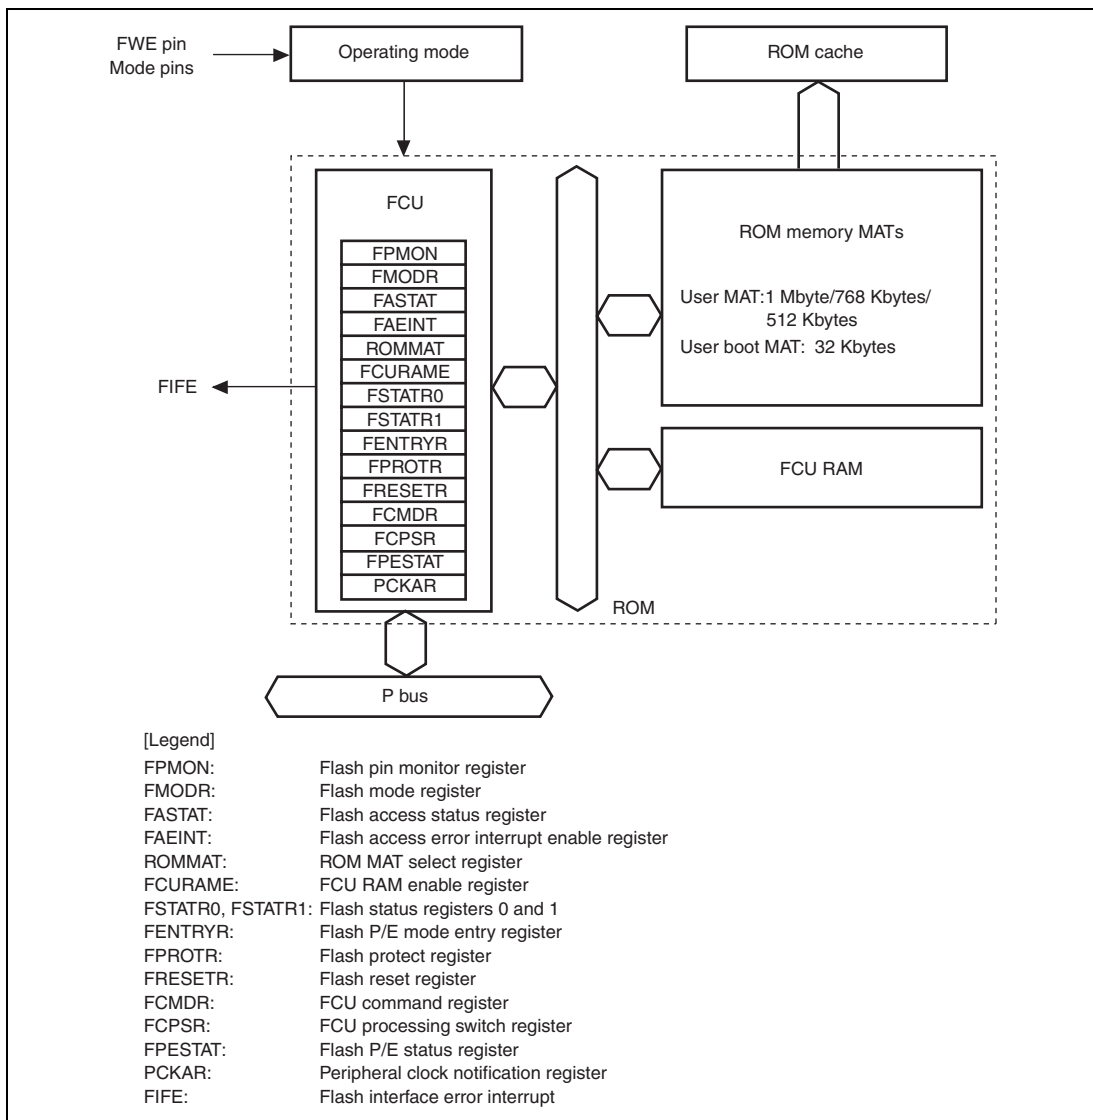 FWE pin
Mode pins
Operating mode
ROM cache
FCU
FPMON
FMODR
FASTAT
FAEINT
ROMMAT
FCURAME
FSTATR0
FSTATR1
FENTRYR
FPROTR
FRESETR
FCMDR
FCPSR
FPESTAT
PCKAR
FIFE
ROM memory MATs
User MAT:1 Mbyte/768 Kbytes/
512 Kbytes
User boot MAT: 32 Kbytes
FCU RAM
ROM
P bus
[Legend]
FPMON: Flash pin monitor register
FMODR: Flash mode register
FASTAT: Flash access status register
FAEINT: Flash access error interrupt enable register
ROMMAT: ROM MAT select register
FCURAME: FCU RAM enable register
FSTATR0, FSTATR1: Flash status registers 0 and 1
FENTRYR: Flash P/E mode entry register
FPROTR: Flash protect register
FRESETR: Flash reset register
FCMDR: FCU command register
FCPSR: FCU processing switch register
FPESTAT: Flash P/E status register
PCKAR: Peripheral clock notification register
FIFE: Flash interface error interrupt